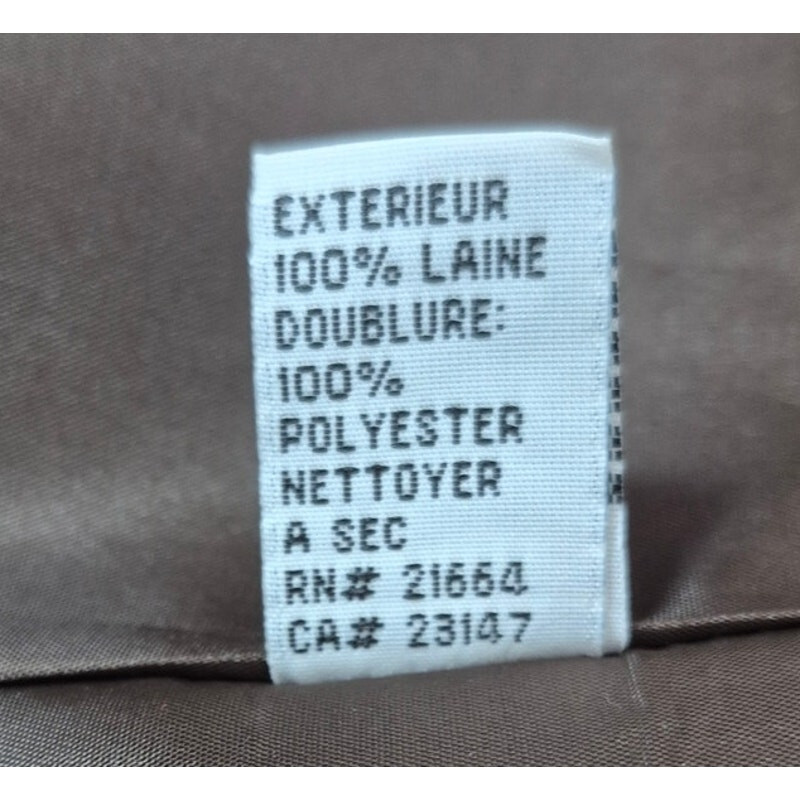 EXTERIEUR
100% LAINE
DOUBLURE:
100%
POLYESTER
NETTOYER
A SEC
RN# 21664
CA# 23147